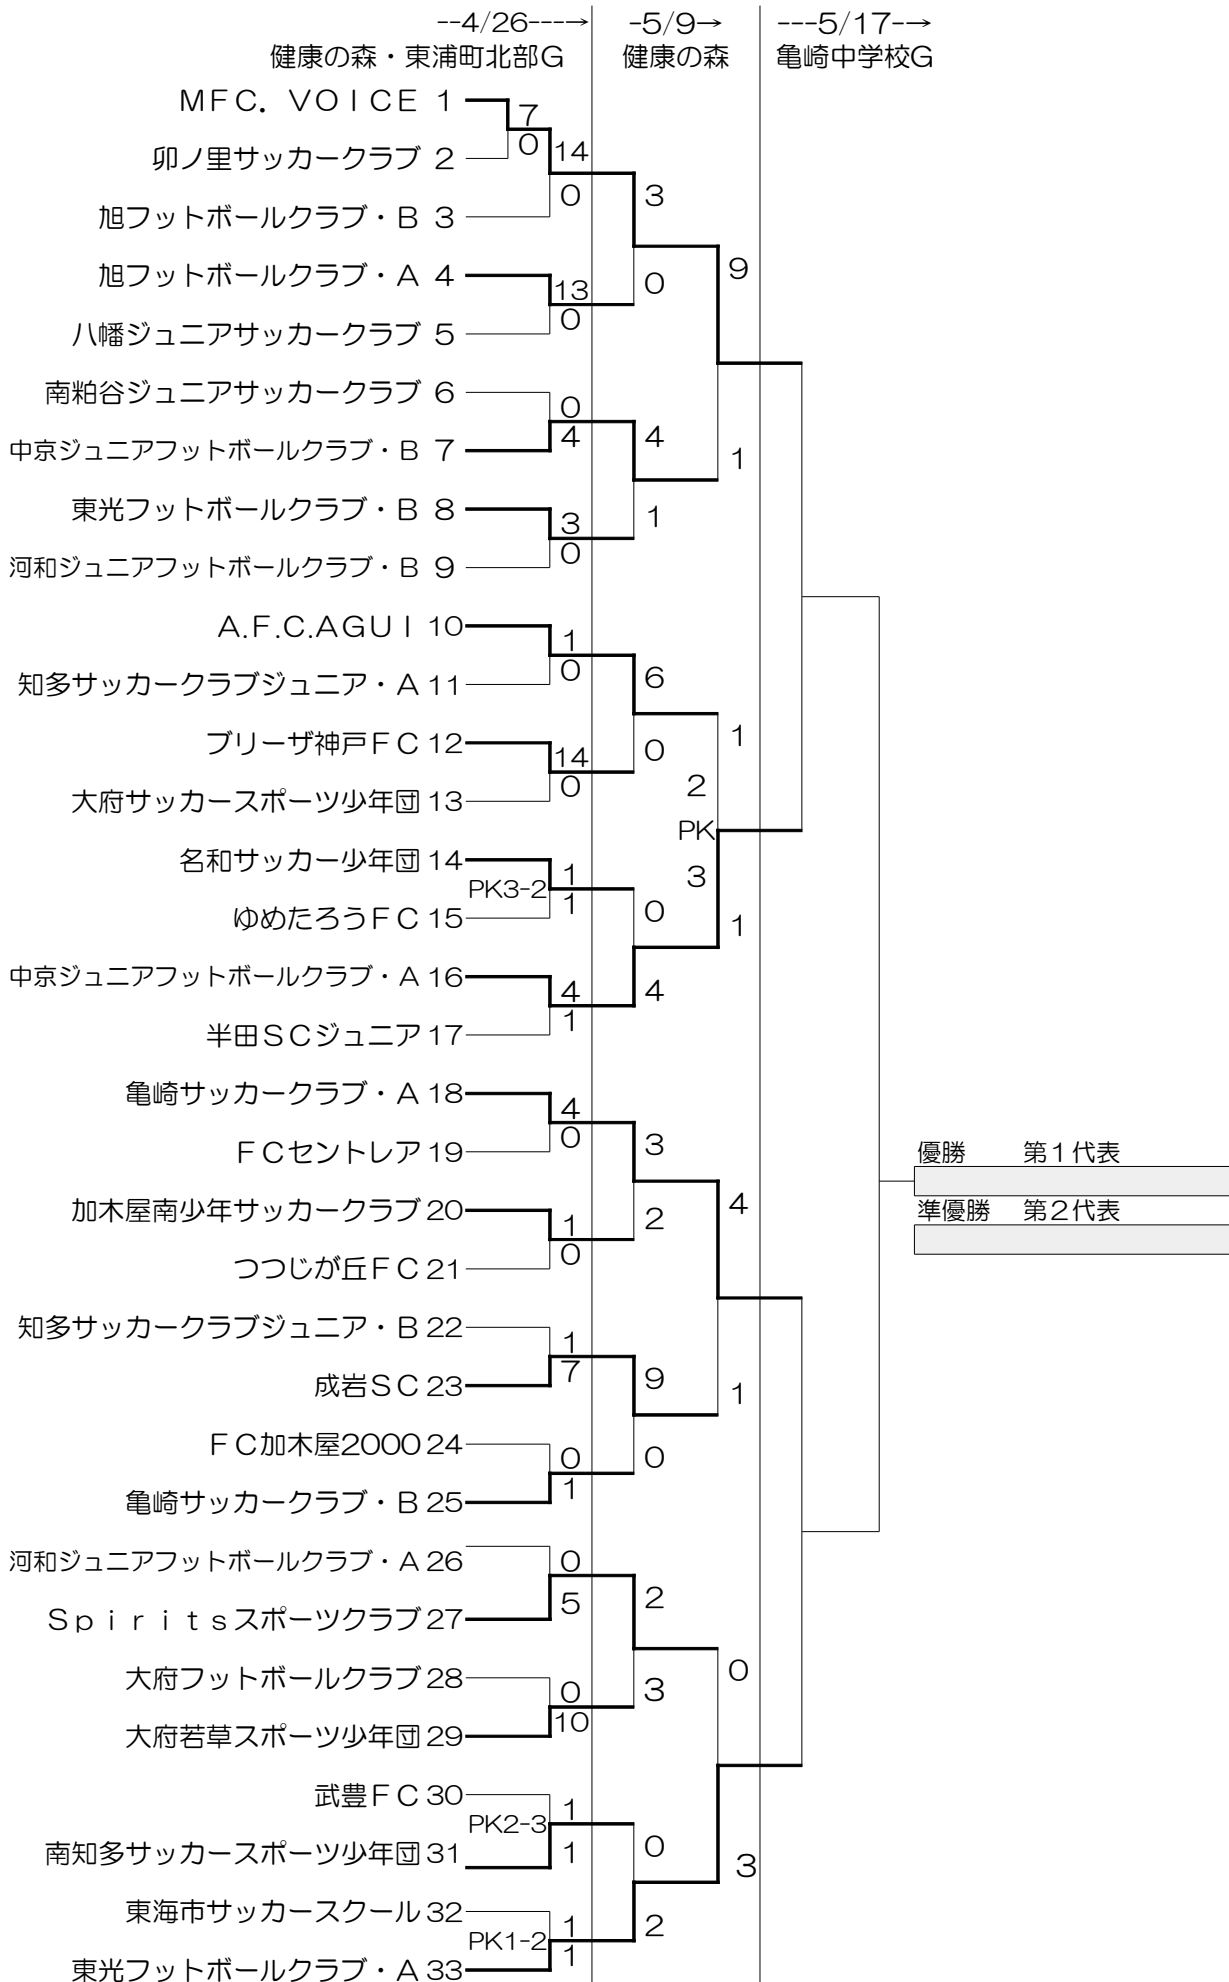 --4/26----→ -5/9→ ---5/17-→
健康の森・東浦町北部G 健康の森 亀崎中学校G
ＭＦＣ．ＶＯＩＣＥ 1
7
0
卯ノ里サッカークラブ 2
14
0
旭フットボールクラブ・Ｂ 3
3
旭フットボールクラブ・Ａ 4
9
13
0
0
八幡ジュニアサッカークラブ 5
南粕谷ジュニアサッカークラブ 6
0
4
4
中京ジュニアフットボールクラブ・Ｂ 7
1
東光フットボールクラブ・Ｂ 8
3
0
1
河和ジュニアフットボールクラブ・Ｂ 9
A.F.C.AGUI 10
1
0
6
知多サッカークラブジュニア・Ａ 11
1
ブリーザ神戸ＦＣ 12
14
0
0
2
大府サッカースポーツ少年団 13
PK
名和サッカー少年団 14
1
PK3-2
1
3
0
1
ゆめたろうＦＣ 15
中京ジュニアフットボールクラブ・Ａ 16
4
1
4
半田ＳＣジュニア 17
亀崎サッカークラブ・Ａ 18
4
0
3
ＦＣセントレア 19
優勝 第１代表
加木屋南少年サッカークラブ 20
4
1
0
2
準優勝 第２代表
つつじが丘ＦＣ 21
知多サッカークラブジュニア・Ｂ 22
1
7
9
成岩ＳＣ 23
1
ＦＣ加木屋2000 24
0
1
0
亀崎サッカークラブ・Ｂ 25
河和ジュニアフットボールクラブ・Ａ 26
0
5
2
Ｓｐｉｒｉｔｓスポーツクラブ 27
大府フットボールクラブ 28
0
0
10
3
大府若草スポーツ少年団 29
武豊ＦＣ 30
1
PK2-3
1
0
南知多サッカースポーツ少年団 31
3
東海市サッカースクール 32
1
PK1-2
1
2
東光フットボールクラブ・Ａ 33